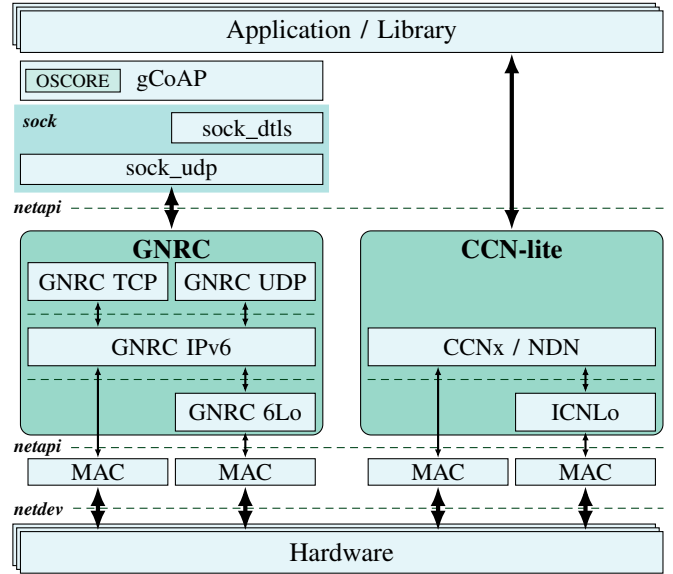 Application / Library
OSCORE gCoAP
sock
sock_dtls
sock_udp
netapi
GNRC CCN-lite
GNRC TCP GNRC UDP
GNRC IPv6 CCNx / NDN
GNRC 6Lo ICNLo
netapi
MAC MAC MAC MAC
netdev
Hardware